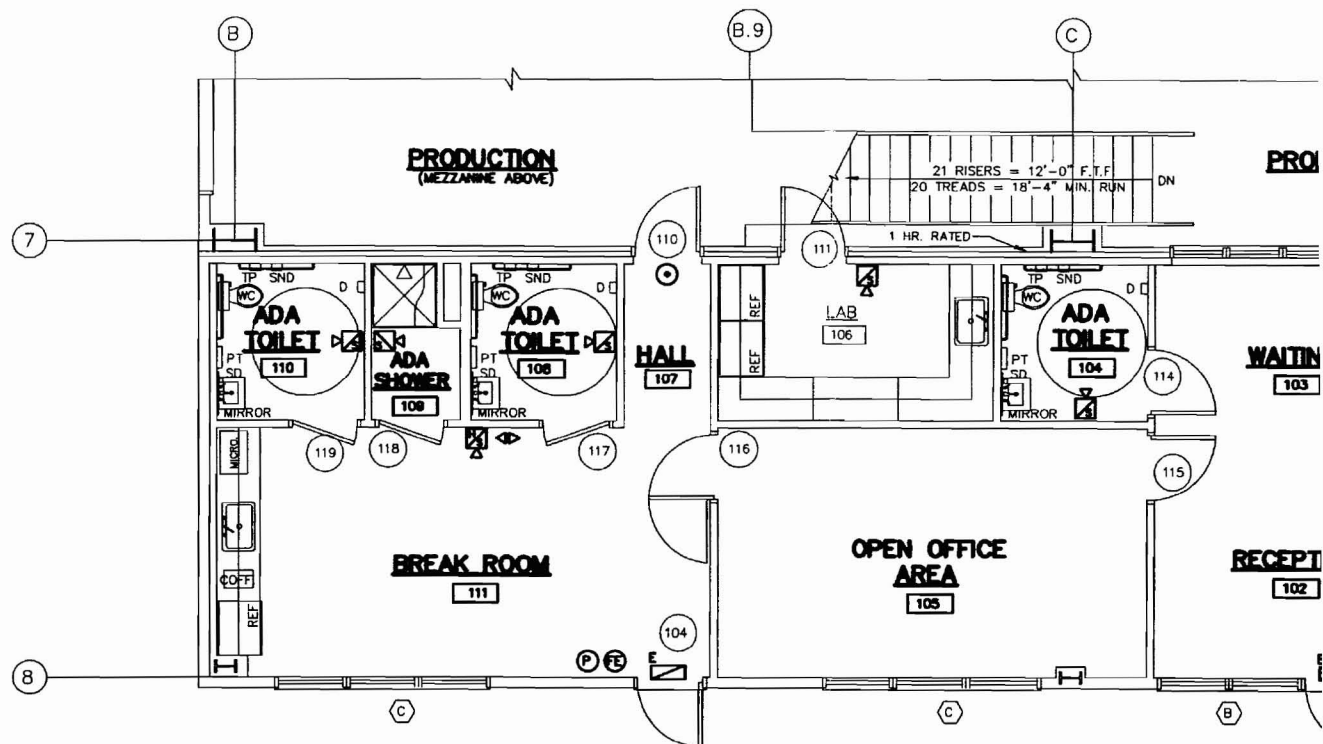 B
B.9
C
PRODUCTION
(MEZZANINE ABOVE)
21 RISERS = 12'-0" F.T.F.
20 TREADS = 18'-4" MIN. RUN
DN
PRO
7
110
111
1 HR. RATED
TP SND
WC
D
ADA
TOILET
110
PT
SD
MIRROR
S
S
ADA
SHOWER
109
TP SND
WC
D
ADA
TOILET
108
PT
SD
MIRROR
S
HALL
107
REF
REF
LAB
106
S
TP SND
WC
D
ADA
TOILET
104
PT
SD
MIRROR
S
114
WAITIN
103
119
118
S
117
116
115
MICRO.
COFF.
REF
BREAK ROOM
111
OPEN OFFICE
AREA
105
RECEPT
102
104
P
FE
E
8
C
C
B